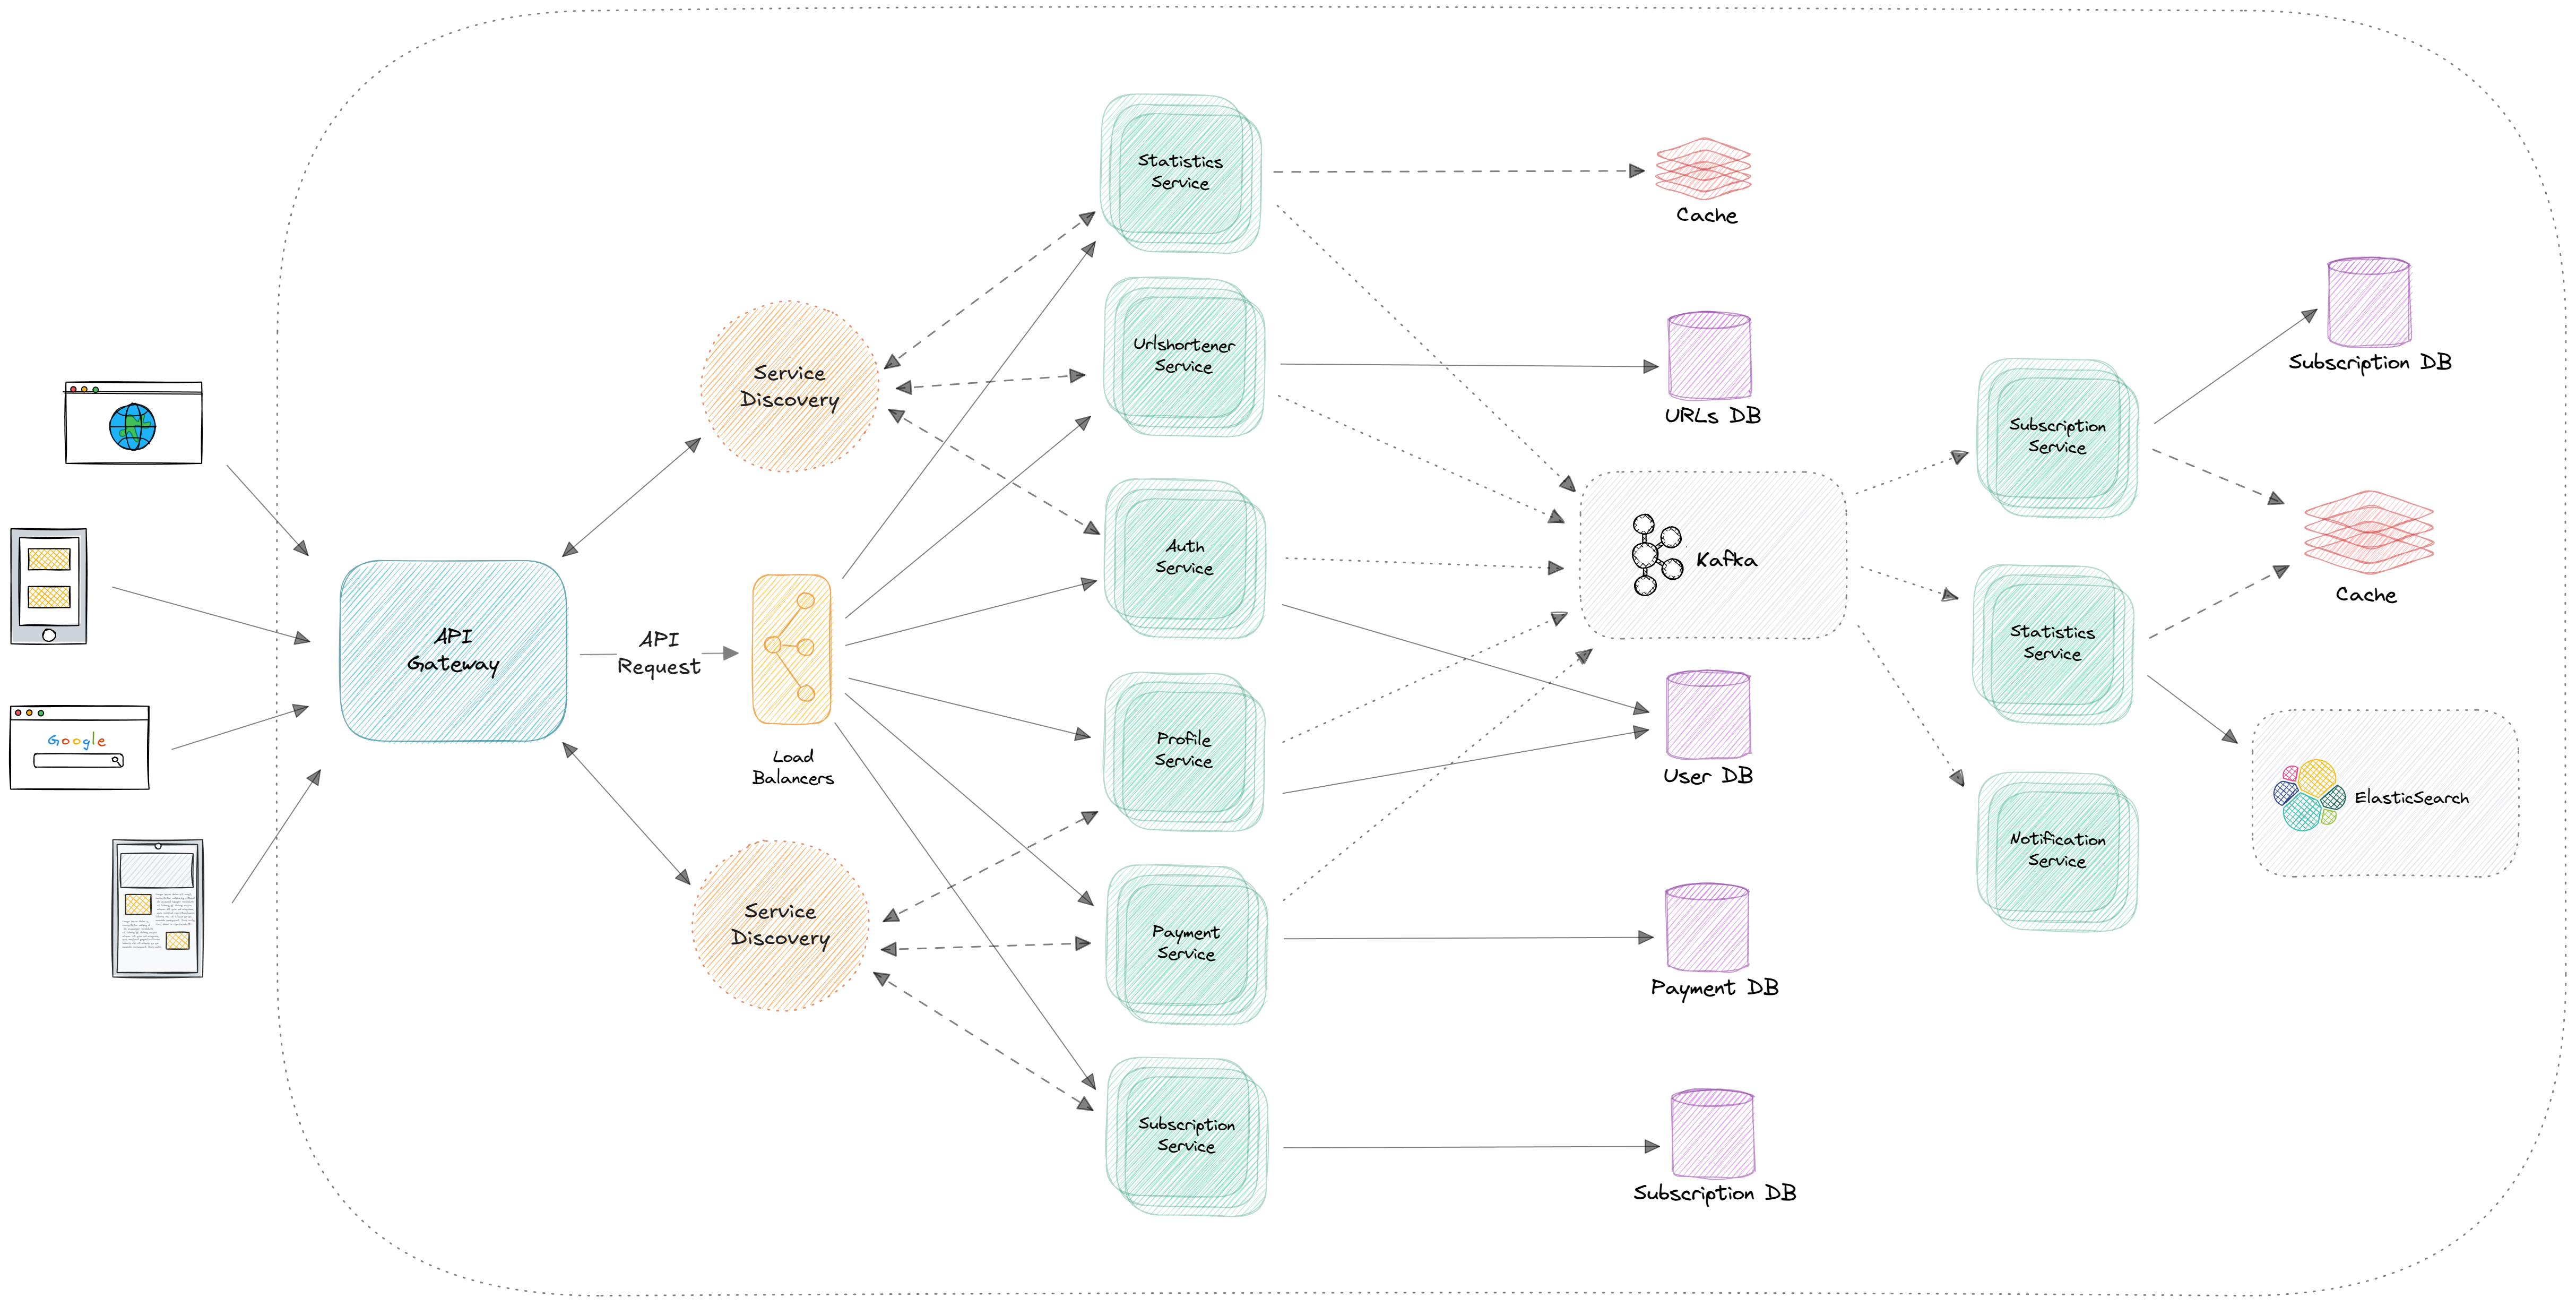 Statistics
Service
Cache
Urlshortener
Service
URLs DB
Service
Discovery
Subscription DB
Subscription
Service
Auth
Service
Kafka
Cache
Google
API
Gateway
API
Request
Load
Balancers
Statistics
Service
Profile
Service
User DB
ElasticSearch
Notification
Service
Service
Discovery
Payment
Service
Payment DB
Subscription
Service
Subscription DB